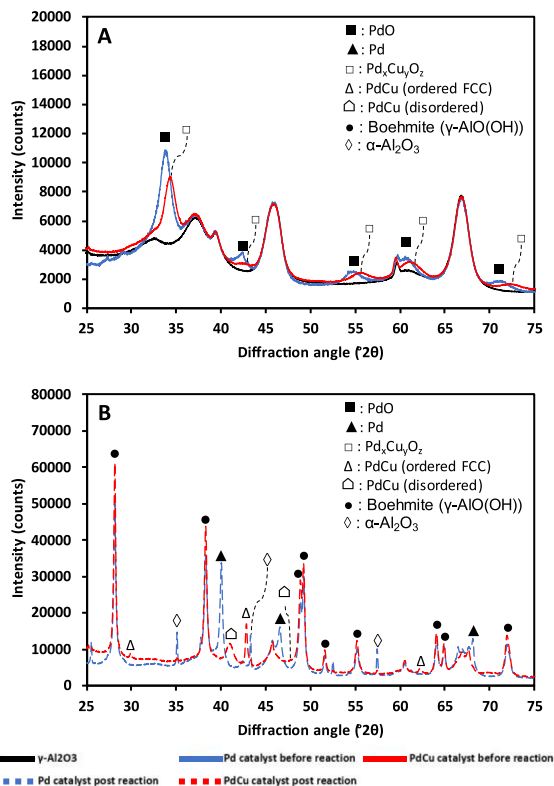 A
20000
18000
16000
14000
12000
10000
8000
6000
4000
2000
0
Intensity (counts)
: PdO
: Pd
: PdxCuyOz
: PdCu (ordered FCC)
: PdCu (disordered)
: Boehmite (γ-AlO(OH))
: α-Al2O3
25 30 35 40 45 50 55 60 65 70 75
Diffraction angle (°2θ)
B
80000
70000
60000
50000
40000
30000
20000
10000
0
Intensity (counts)
: PdO
: Pd
: PdxCuyOz
: PdCu (ordered FCC)
: PdCu (disordered)
: Boehmite (γ-AlO(OH))
: α-Al2O3
25 30 35 40 45 50 55 60 65 70 75
Diffraction angle (°2θ)
γ-Al2O3 Pd catalyst before reaction PdCu catalyst before reaction
Pd catalyst post reaction PdCu catalyst post reaction